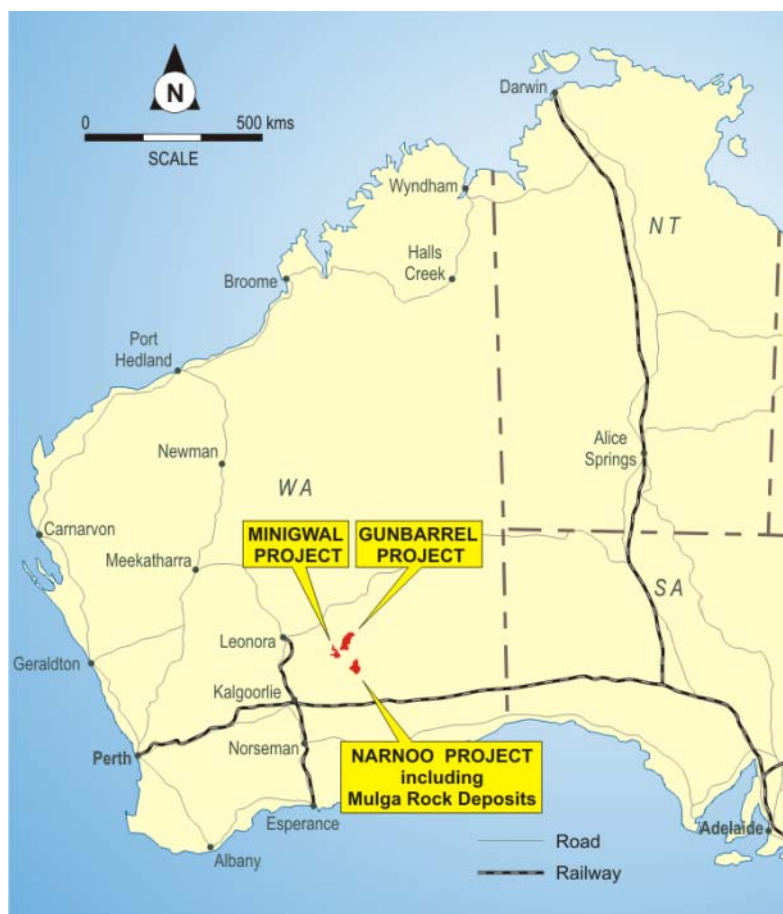 Darwin
N
0
500 kms
SCALE
Wyndham
NT
Halls
Creek
Broome
Port
Hedland
Newman
Alice
Springs
WA
Carnarvon
MINIGWAL
PROJECT
GUNBARREL
PROJECT
Meekatharra
SA
Leonora
Geraldton
Kalgoorlie
Perth
Norseman
NARNOO PROJECT
including
Mulga Rock Deposits
Esperance
Adelaide
Road
Albany
Railway